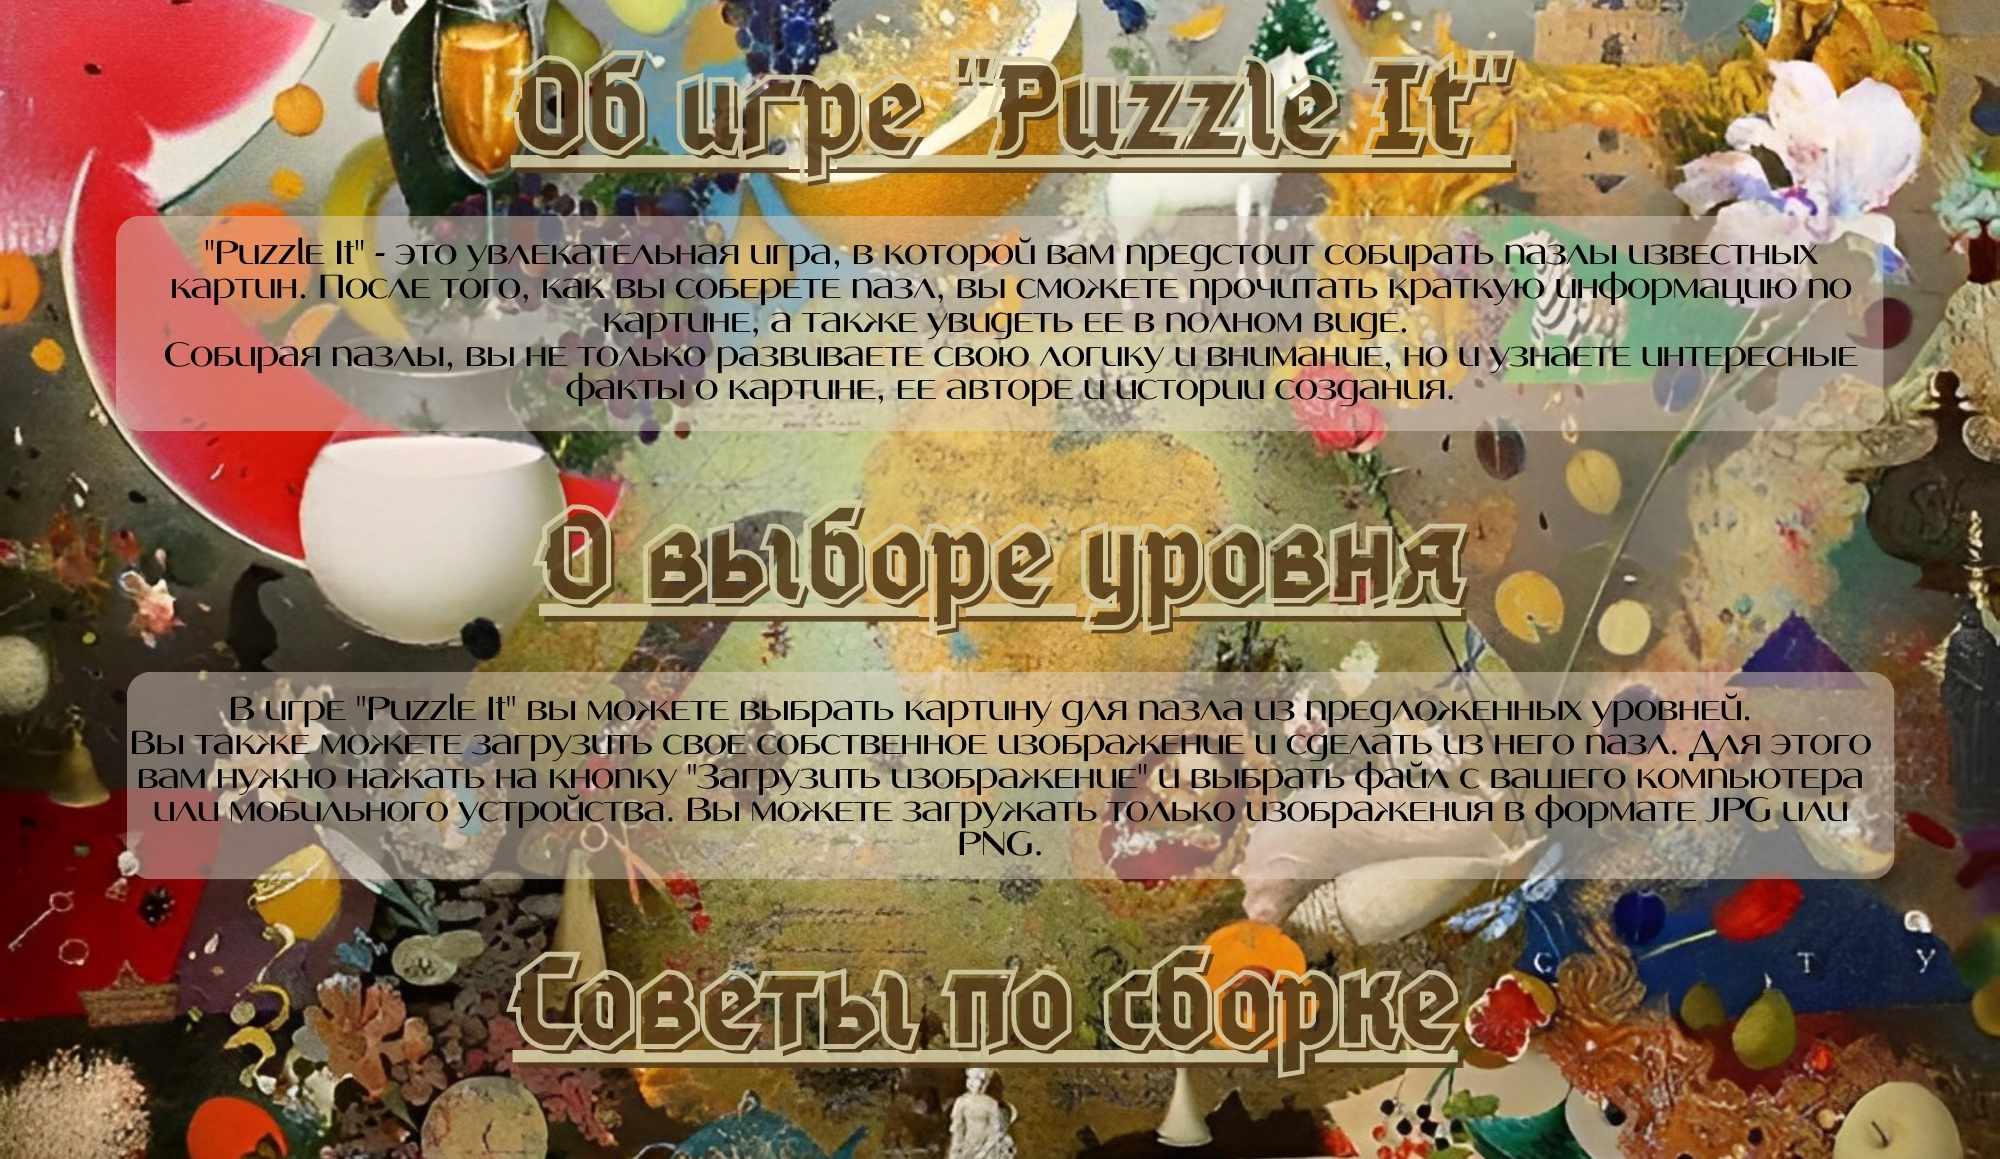 Об игре "Puzzle It"
"Puzzle It" - это увлекательная игра, в которой вам предстоит собирать пазлы известных
картин. После того, как вы соберете пазл, вы сможете прочитать краткую информацию по
картине, а также увидеть ее в полном виде.
Собирая пазлы, вы не только развиваете свою логику и внимание, но и узнаете интересные
факты о картине, ее авторе и истории создания.
О выборе уровня
В игре "Puzzle It" вы можете выбрать картину для пазла из предложенных уровней.
Вы также можете загрузить свое собственное изображение и сделать из него пазл. Для этого
вам нужно нажать на кнопку "Загрузить изображение" и выбрать файл с вашего компьютера
или мобильного устройства. Вы можете загружать только изображения в формате JPG или
PNG.
С Т У
Советы по сборке